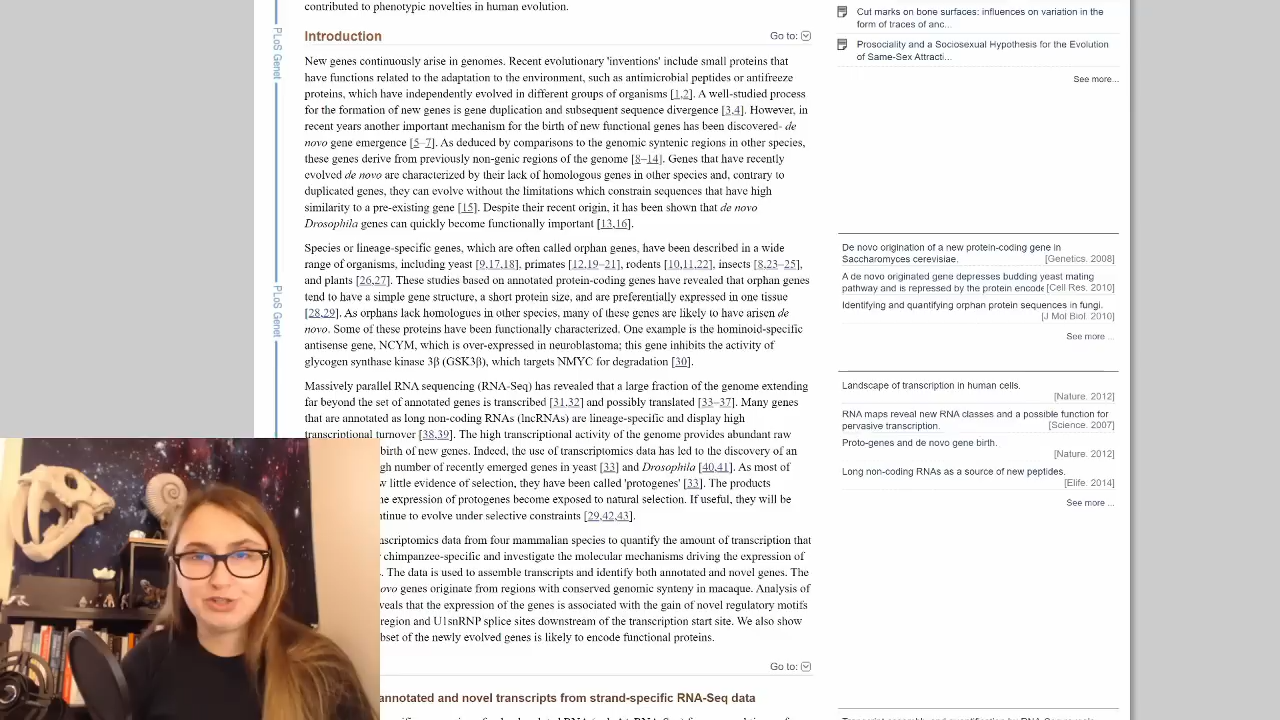 contributed to phenotypic novelties in human evolution.
Introduction
Go to:
PLoS Genet
New genes continuously arise in genomes. Recent evolutionary 'inventions' include small proteins that
have functions related to the adaptation to the environment, such as antimicrobial peptides or antifreeze
proteins, which have independently evolved in different groups of organisms [1,2]. A well-studied process
for the formation of new genes is gene duplication and subsequent sequence divergence [3,4]. However, in
recent years another important mechanism for the birth of new functional genes has been discovered- de
novo gene emergence [5–7]. As deduced by comparisons to the genomic syntenic regions in other species,
these genes derive from previously non-genic regions of the genome [8–14]. Genes that have recently
evolved de novo are characterized by their lack of homologous genes in other species and, contrary to
duplicated genes, they can evolve without the limitations which constrain sequences that have high
similarity to a pre-existing gene [15]. Despite their recent origin, it has been shown that de novo
Drosophila genes can quickly become functionally important [13,16].
Species or lineage-specific genes, which are often called orphan genes, have been described in a wide
range of organisms, including yeast [9,17,18], primates [12,19–21], rodents [10,11,22], insects [8,23–25],
and plants [26,27]. These studies based on annotated protein-coding genes have revealed that orphan genes
tend to have a simple gene structure, a short protein size, and are preferentially expressed in one tissue
[28,29]. As orphans lack homologues in other species, many of these genes are likely to have arisen de
novo. Some of these proteins have been functionally characterized. One example is the hominoid-specific
antisense gene, NCYM, which is over-expressed in neuroblastoma; this gene inhibits the activity of
glycogen synthase kinase 3β (GSK3β), which targets NMYC for degradation [30].
PLoS Genet
Massively parallel RNA sequencing (RNA-Seq) has revealed that a large fraction of the genome extending
far beyond the set of annotated genes is transcribed [31,32] and possibly translated [33–37]. Many genes
that are annotated as long non-coding RNAs (lncRNAs) are lineage-specific and display high
transcriptional turnover [38,39]. The high transcriptional activity of the genome provides abundant raw
birth of new genes. Indeed, the use of transcriptomics data has led to the discovery of an
gh number of recently emerged genes in yeast [33] and Drosophila [40,41]. As most of
w little evidence of selection, they have been called 'protogenes' [33]. The products
ne expression of protogenes become exposed to natural selection. If useful, they will be
ntinue to evolve under selective constraints [29,42,43].
nscriptomics data from four mammalian species to quantify the amount of transcription that
chimpanzee-specific and investigate the molecular mechanisms driving the expression of
s. The data is used to assemble transcripts and identify both annotated and novel genes. The
ovo genes originate from regions with conserved genomic synteny in macaque. Analysis of
veals that the expression of the genes is associated with the gain of novel regulatory motifs
region and U1snRNP splice sites downstream of the transcription start site. We also show
bset of the newly evolved genes is likely to encode functional proteins.
Go to:
annotated and novel transcripts from strand-specific RNA-Seq data
Cut marks on bone surfaces: influences on variation in the
form of traces of anc...
Prosociality and a Sociosexual Hypothesis for the Evolution
of Same-Sex Attracti...
See more...
De novo origination of a new protein-coding gene in
Saccharomyces cerevisiae. [Genetics. 2008]
A de novo originated gene depresses budding yeast mating
pathway and is repressed by the protein encode [Cell Res. 2010]
Identifying and quantifying orphan protein sequences in fungi.
[J Mol Biol. 2010]
See more ...
Landscape of transcription in human cells.
[Nature. 2012]
RNA maps reveal new RNA classes and a possible function for
pervasive transcription. [Science. 2007]
Proto-genes and de novo gene birth.
[Nature. 2012]
Long non-coding RNAs as a source of new peptides.
[Elife. 2014]
See more ...